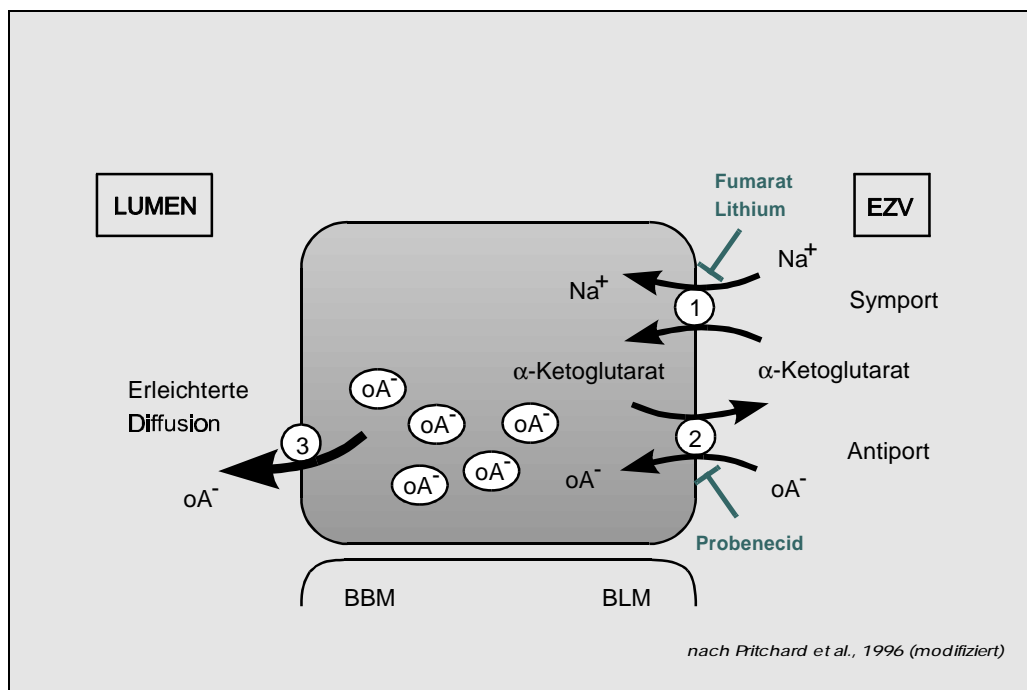 LUMEN
Fumarat
Lithium
EZV
Na+
Na+
1
Symport
α-Ketoglutarat
α-Ketoglutarat
Erleichterte
Diffusion
oA-
oA-
oA-
oA-
oA-
3
oA-
oA-
2
Antiport
oA-
Probenecid
BBM
BLM
nach Pritchard et al., 1996 (modifiziert)